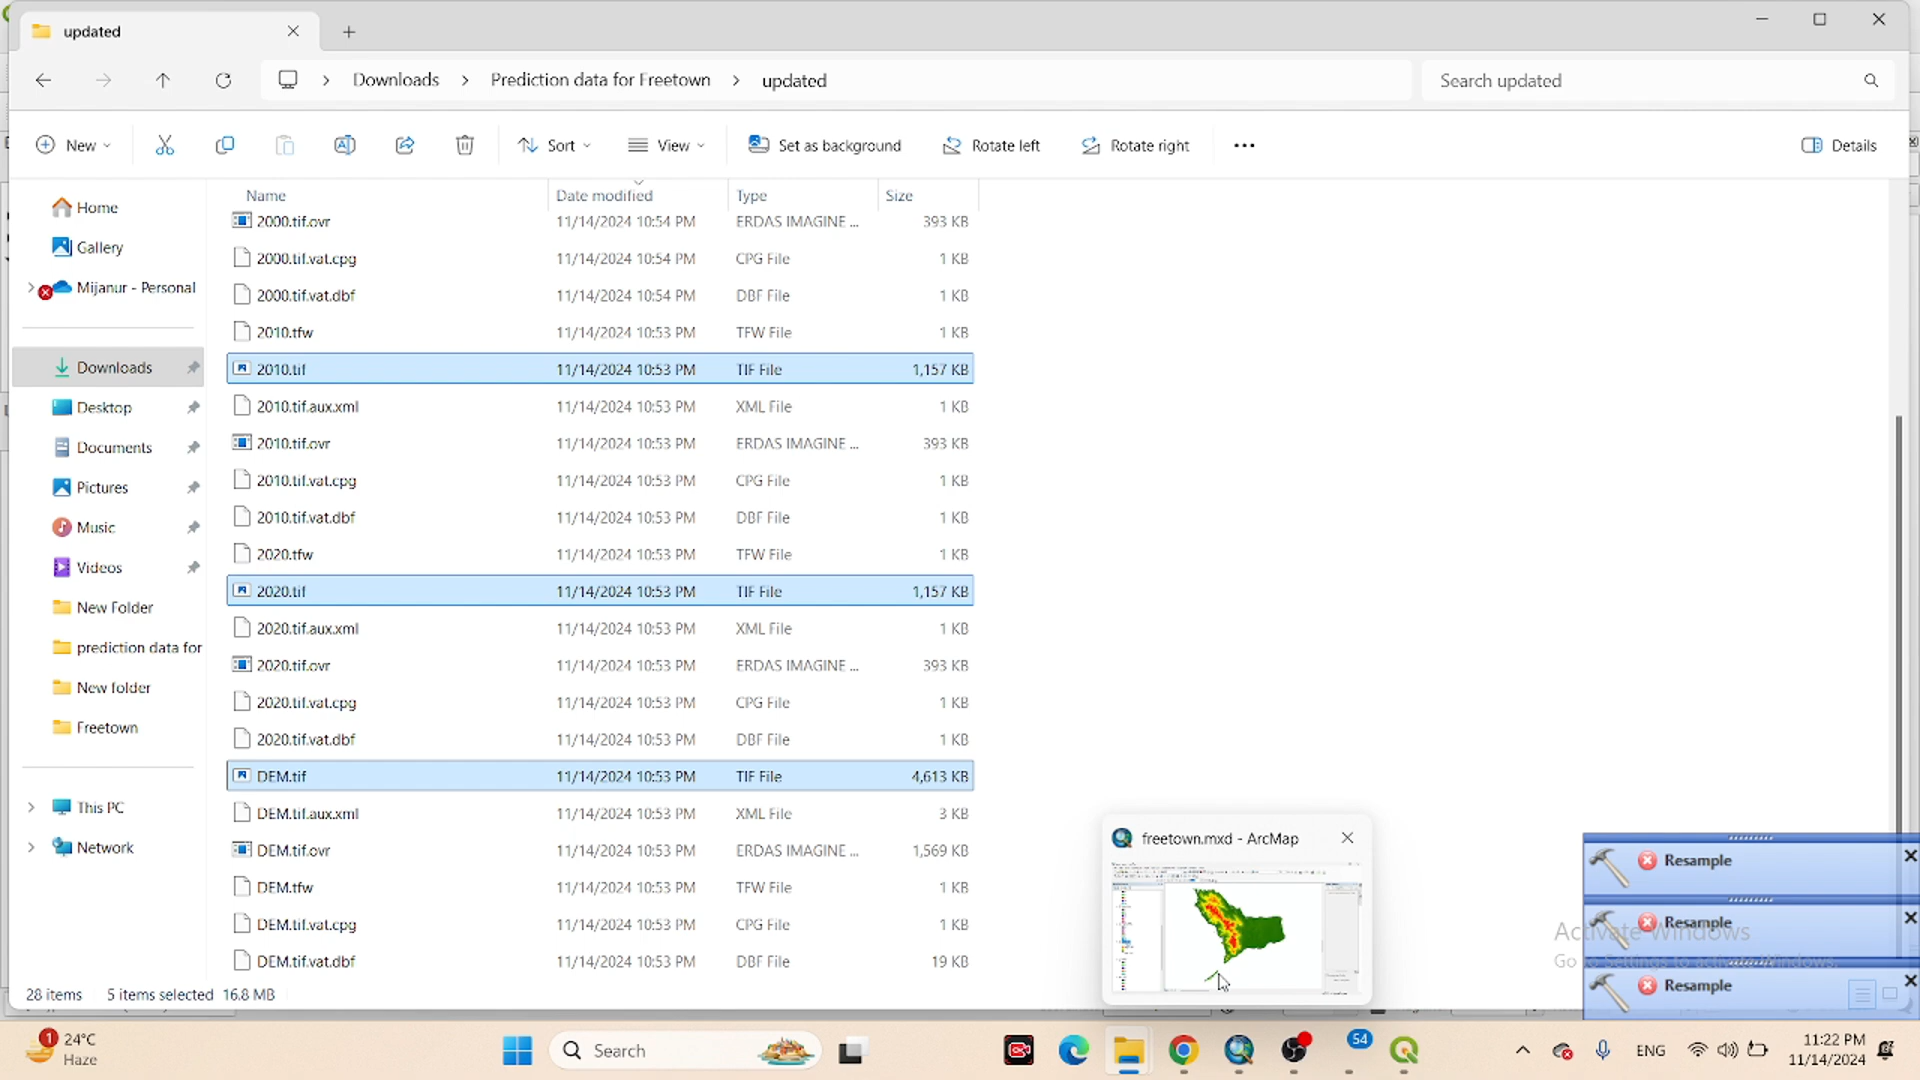 updated
Downloads > Prediction data for Freetown > updated
Search updated
New
Sort
View
Set as background
Rotate left
Rotate right
Details
Home
Gallery
Mijanur - Personal
Downloads
Desktop
Documents
Pictures
Music
Videos
New Folder
prediction data for
New folder
Freetown
This PC
Network
Name Date modified Type Size
2000.tif.ovr 11/14/2024 10:54 PM ERDAS IMAGINE ... 393 KB
2000.tif.vat.cpg 11/14/2024 10:54 PM CPG File 1 KB
2000.tif.vat.dbf 11/14/2024 10:54 PM DBF File 1 KB
2010.tfw 11/14/2024 10:53 PM TFW File 1 KB
2010.tif 11/14/2024 10:53 PM TIF File 1,157 KB
2010.tif.aux.xml 11/14/2024 10:53 PM XML File 1 KB
2010.tif.ovr 11/14/2024 10:53 PM ERDAS IMAGINE ... 393 KB
2010.tif.vat.cpg 11/14/2024 10:53 PM CPG File 1 KB
2010.tif.vat.dbf 11/14/2024 10:53 PM DBF File 1 KB
2020.tfw 11/14/2024 10:53 PM TFW File 1 KB
2020.tif 11/14/2024 10:53 PM TIF File 1,157 KB
2020.tif.aux.xml 11/14/2024 10:53 PM XML File 1 KB
2020.tif.ovr 11/14/2024 10:53 PM ERDAS IMAGINE ... 393 KB
2020.tif.vat.cpg 11/14/2024 10:53 PM CPG File 1 KB
2020.tif.vat.dbf 11/14/2024 10:53 PM DBF File 1 KB
DEM.tif 11/14/2024 10:53 PM TIF File 4,613 KB
DEM.tif.aux.xml 11/14/2024 10:53 PM XML File 3 KB
DEM.tif.ovr 11/14/2024 10:53 PM ERDAS IMAGINE ... 1,569 KB
DEM.tfw 11/14/2024 10:53 PM TFW File 1 KB
DEM.tif.vat.cpg 11/14/2024 10:53 PM CPG File 1 KB
DEM.tif.vat.dbf 11/14/2024 10:53 PM DBF File 19 KB
freetown.mxd - ArcMap
Resample
Resample
Activate Windows
Go to Settings to activate Windows.
Resample
28 items 5 items selected 16.8 MB
1
24°C
Haze
Search
54
ENG
11:22 PM
11/14/2024